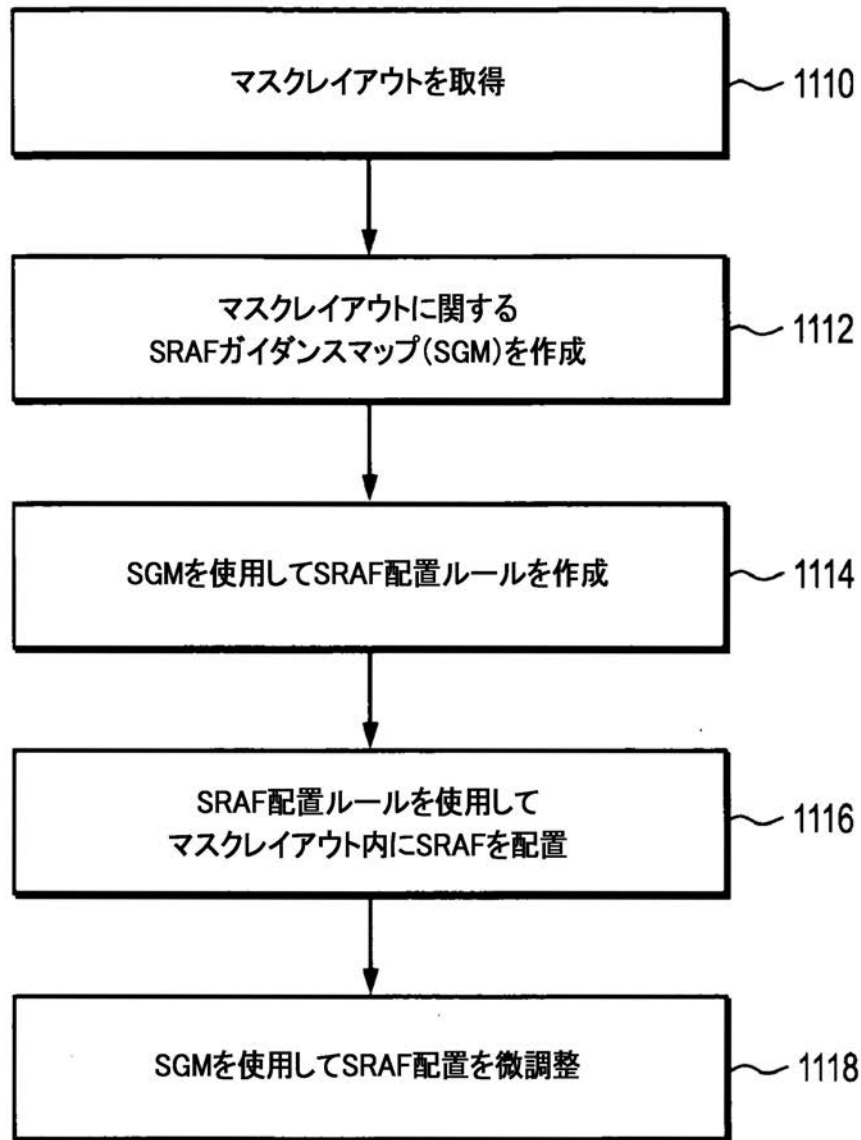 マスクレイアウトを取得
1110
マスクレイアウトに関する
SRAFガイダンスマップ(SGM)を作成
1112
SGMを使用してSRAF配置ルールを作成
1114
SRAF配置ルールを使用して
マスクレイアウト内にSRAFを配置
1116
SGMを使用してSRAF配置を微調整
1118